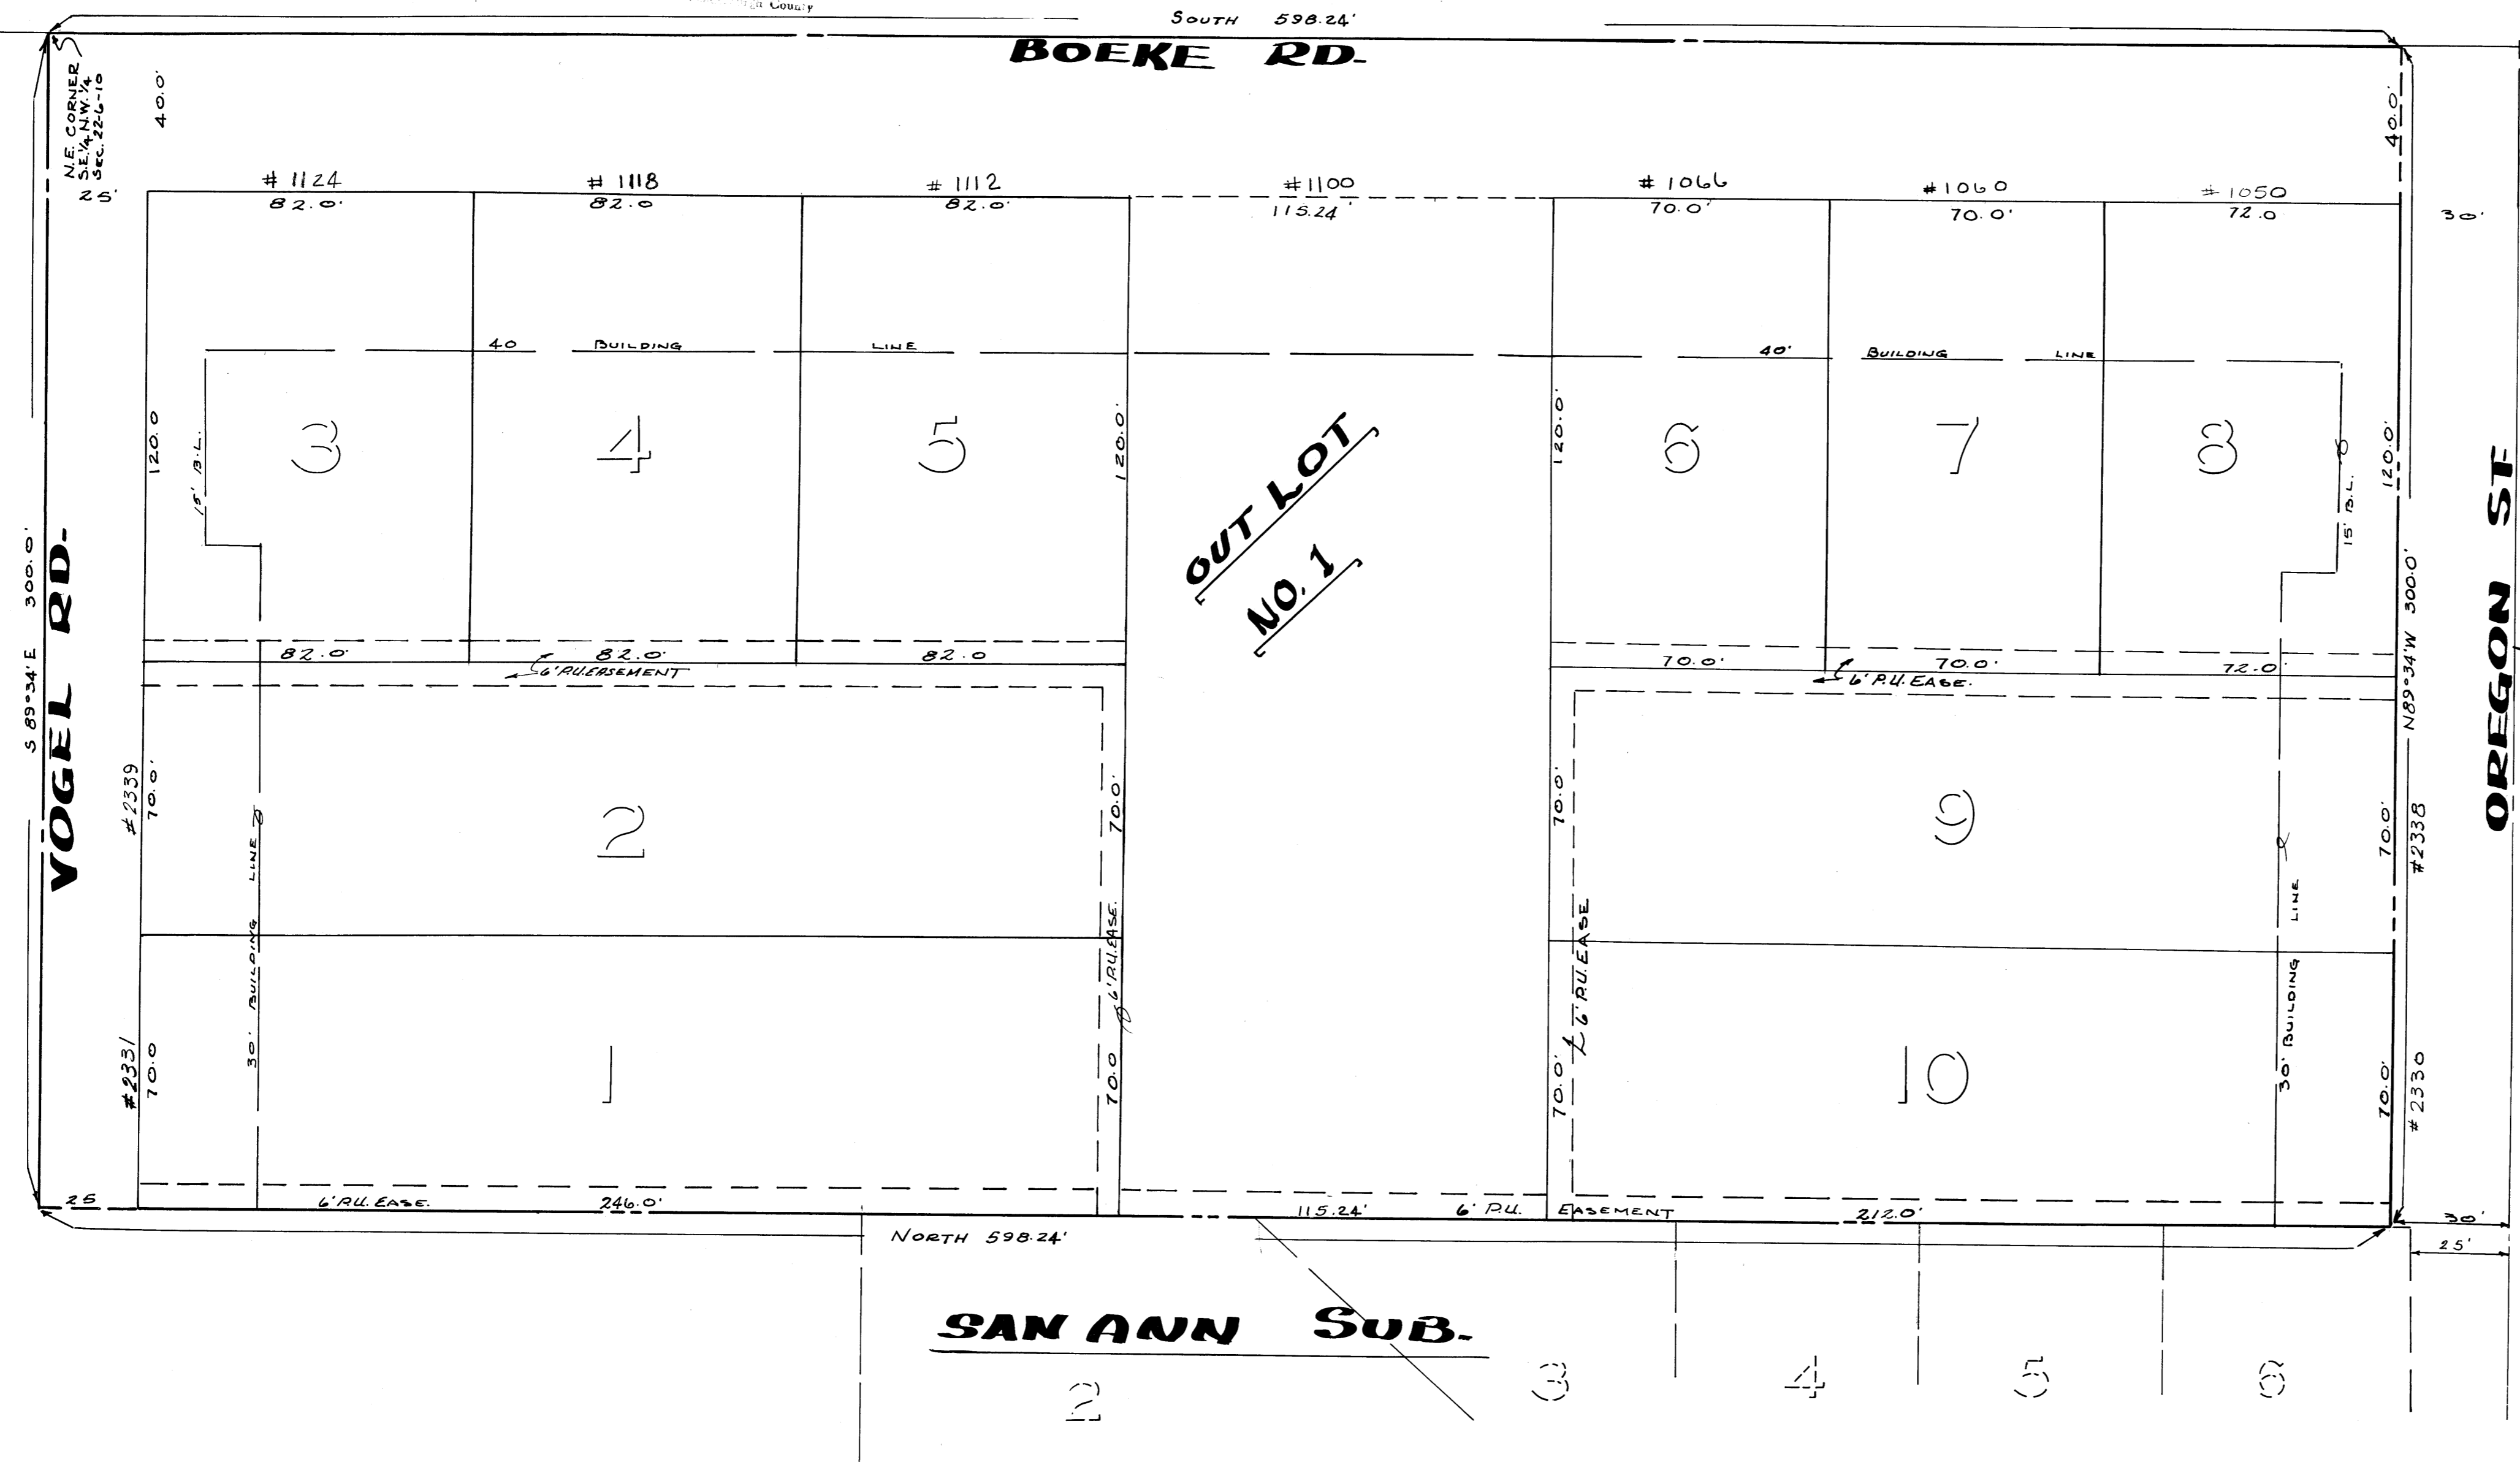 County
SOUTH 598.24'
BOEKE RD.
N.E. CORNER
S.E.¼ N.W.¼
SEC. 22-6-10
40.0'
40.0'
25'
# 1124
# 1118
# 1112
#1100
# 1066
#1060
# 1050
82.0'
82.0
82.0'
115.24'
70.0'
70.0'
72.0
30'
40 BUILDING LINE
40' BUILDING LINE
120.0
15' B.L.
3
4
5
120.0'
OUT LOT
NO. 1
120.0'
6
7
8
15' B.L.
120.0'
S 89°34' E 300.0'
VOGEL RD.
N89°34'W 300.0'
OREGON ST
82.0'
82.0'
82.0
6' P.U. EASEMENT
70.0'
70.0'
72.0'
6' P.U. EASE.
#2339
70.0'
30' BUILDING LINE
2
70.0'
6' P.U. EASE.
70.0'
6' P.U. EASE
9
30' BUILDING LINE
70.0'
#2338
#2331
70.0
1
70.0
70.0'
10
70.0'
#2330
25
6' P.U. EASE.
246.0'
115.24'
6' P.U. EASEMENT
212.0'
30'
25'
NORTH 598.24'
SAN ANN SUB.
2
3
4
5
6